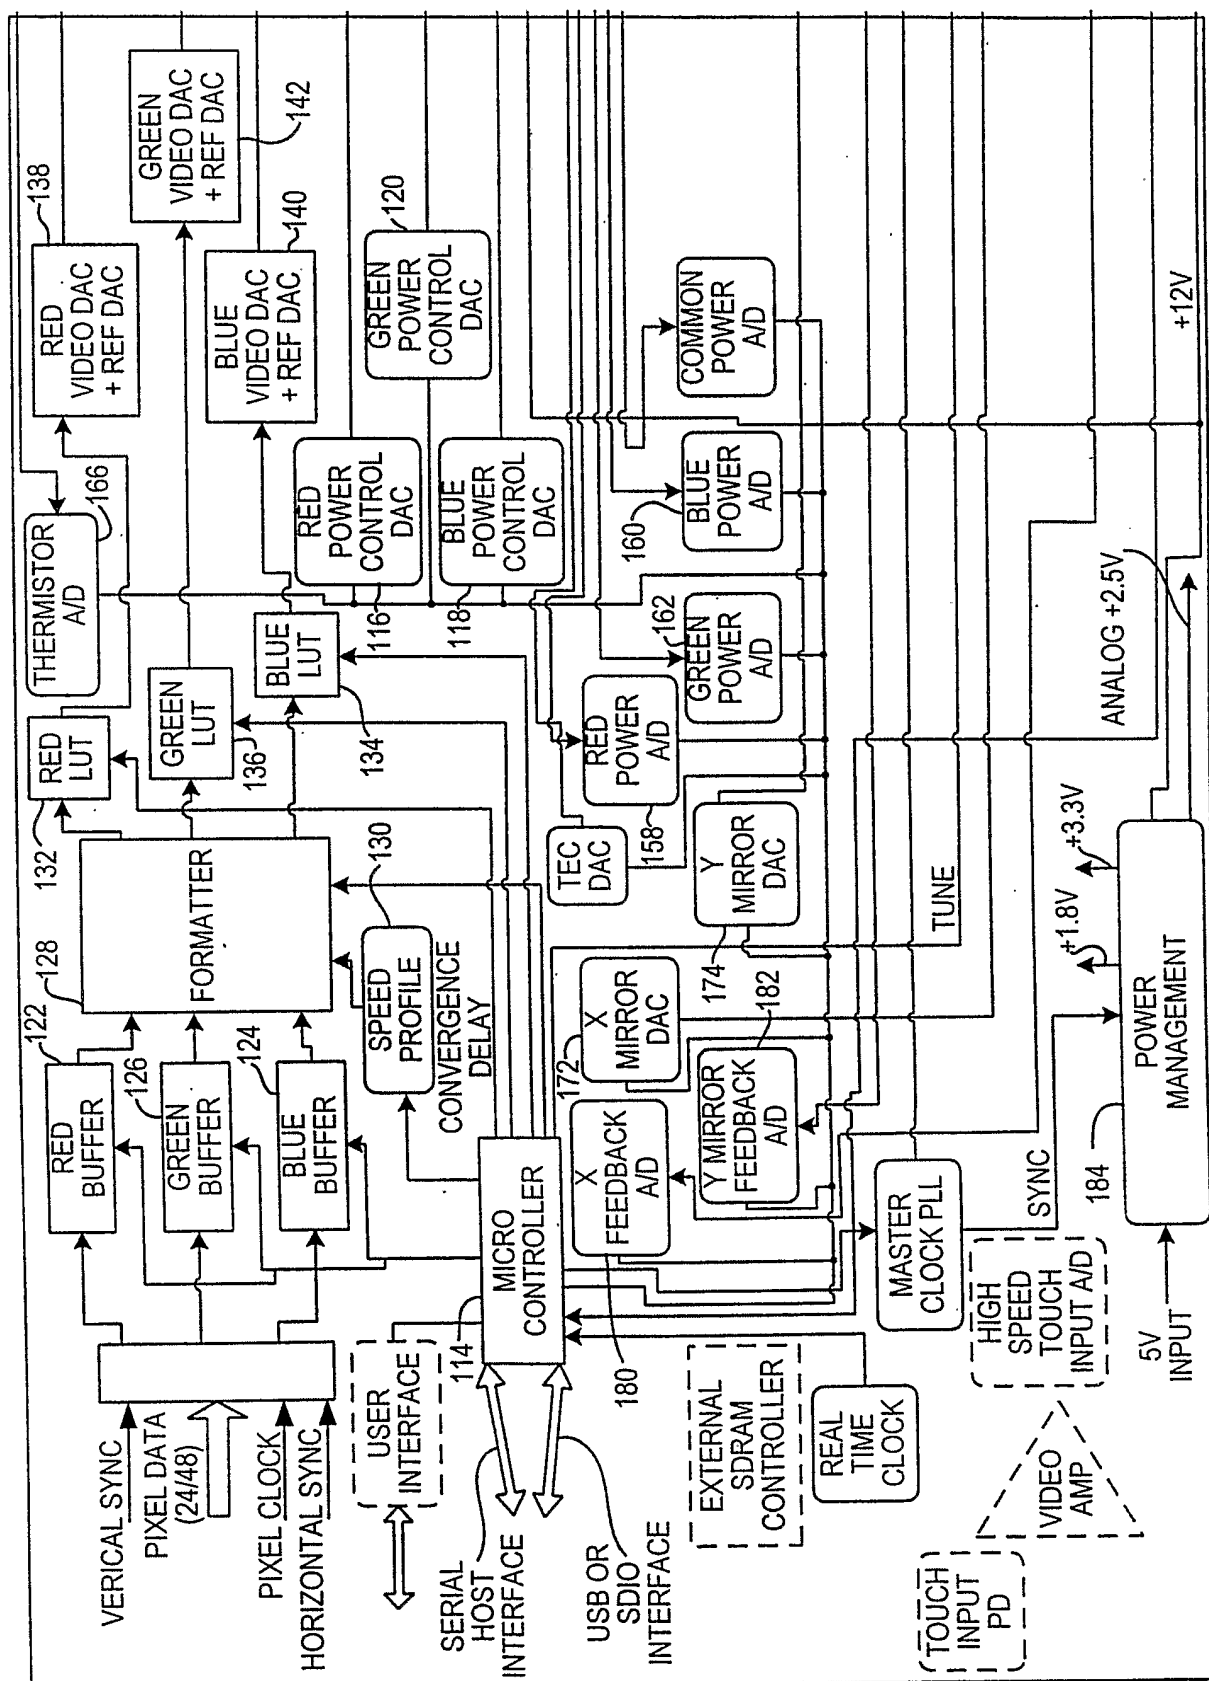 VERICAL SYNC
PIXEL DATA
(24/48)
PIXEL CLOCK
HORIZONTAL SYNC
RED
BUFFER
122
GREEN
BUFFER
126
BLUE
BUFFER
124
FORMATTER
128
SPEED
PROFILE
130
CONVERGENCE
DELAY
RED
LUT
132
GREEN
LUT
136
BLUE
LUT
134
THERMISTOR
A/D
166
RED
VIDEO DAC
+ REF DAC
138
GREEN
VIDEO DAC
+ REF DAC
142
BLUE
VIDEO DAC
+ REF DAC
140
RED
POWER
CONTROL
DAC
116
GREEN
POWER
CONTROL
DAC
120
BLUE
POWER
CONTROL
DAC
118
USER
INTERFACE
MICRO
CONTROLLER
114
SERIAL
HOST
INTERFACE
USB OR
SDIO
INTERFACE
TEC
DAC
RED
POWER
A/D
158
GREEN
POWER
A/D
162
BLUE
POWER
A/D
160
COMMON
POWER
A/D
X
FEEDBACK
A/D
180
X
MIRROR
DAC
172
Y MIRROR
FEEDBACK
A/D
182
Y
MIRROR
DAC
174
EXTERNAL
SDRAM
CONTROLLER
REAL
TIME
CLOCK
MASTER
CLOCK PLL
TUNE
SYNC
HIGH
SPEED
TOUCH
INPUT A/D
VIDEO
AMP
TOUCH
INPUT
PD
5V
INPUT
POWER
MANAGEMENT
184
+1.8V
+3.3V
ANALOG +2.5V
+12V